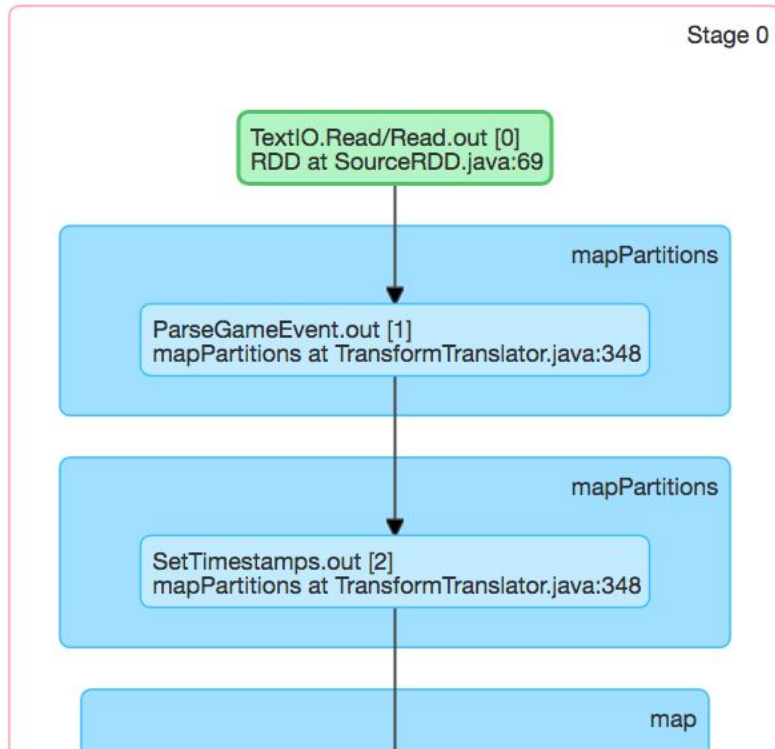 Stage 0
TextIO.Read/Read.out [0]
RDD at SourceRDD.java:69
mapPartitions
ParseGameEvent.out [1]
mapPartitions at TransformTranslator.java:348
mapPartitions
SetTimestamps.out [2]
mapPartitions at TransformTranslator.java:348
map